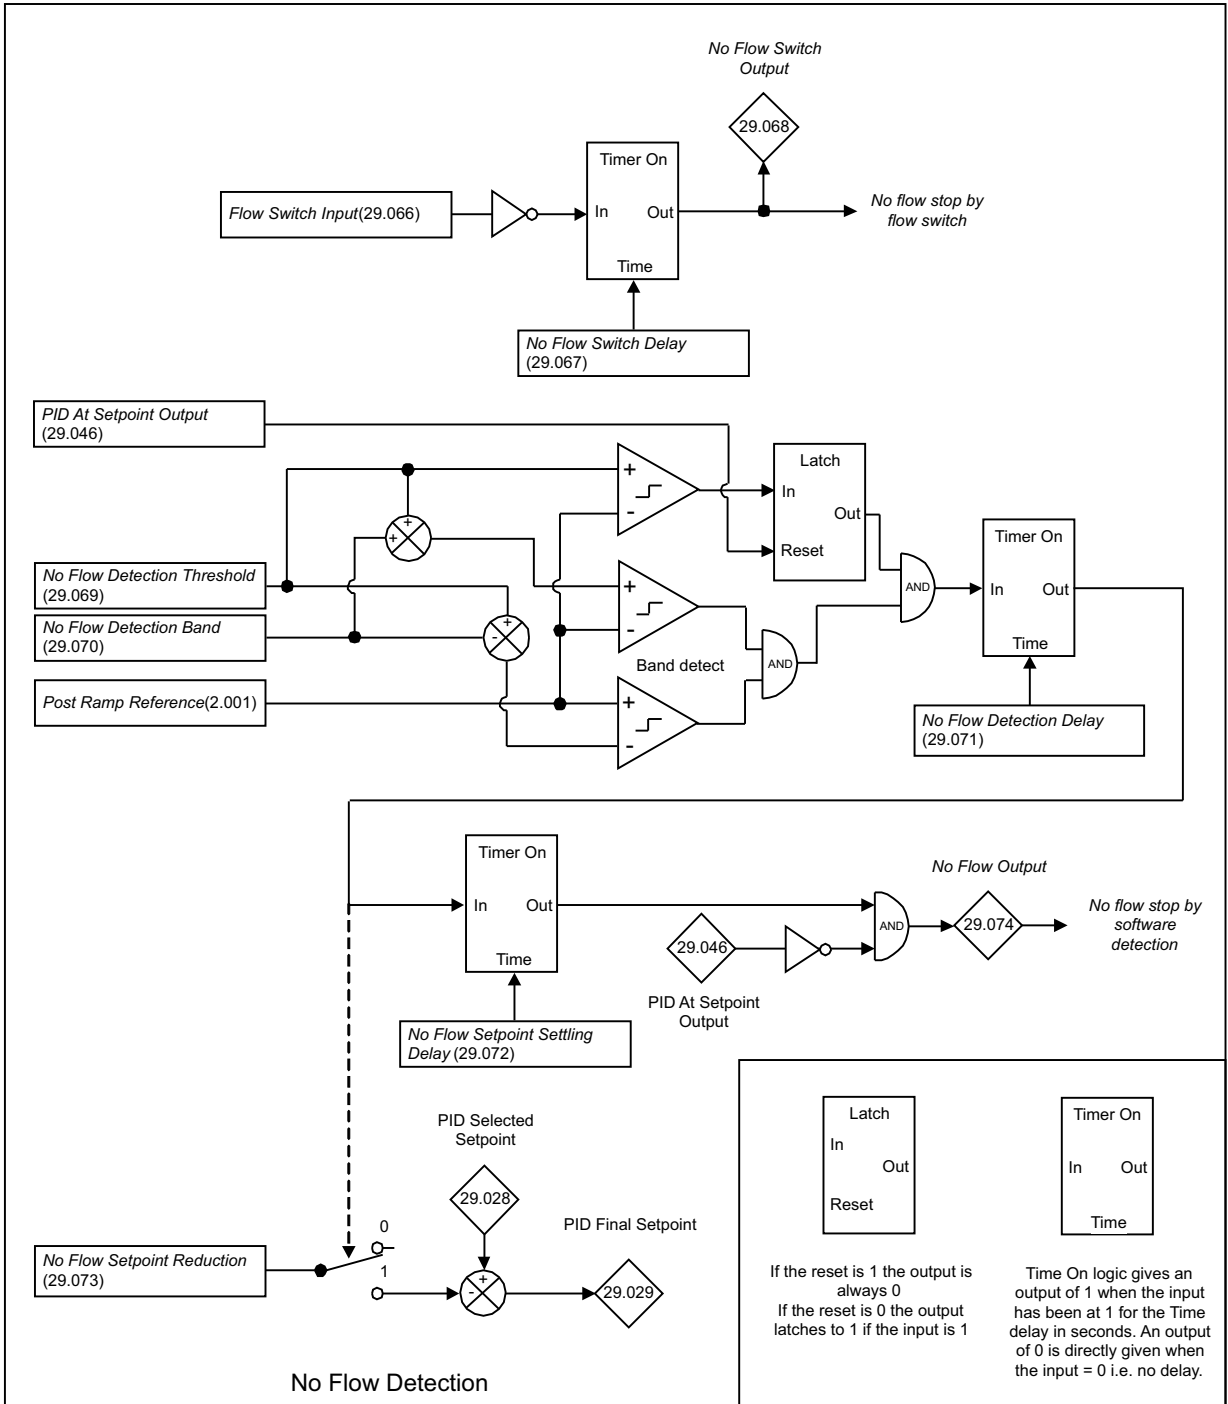 No Flow Switch
Output
29.068
Timer On
In
Out
Time
Flow Switch Input(29.066)
No flow stop by
flow switch
No Flow Switch Delay
(29.067)
PID At Setpoint Output
(29.046)
+
-
Latch
In
Out
Reset
+
+
No Flow Detection Threshold
(29.069)
No Flow Detection Band
(29.070)
+
-
+
-
Band detect
AND
AND
Timer On
In
Out
Time
Post Ramp Reference(2.001)
+
-
No Flow Detection Delay
(29.071)
Timer On
In
Out
Time
No Flow Output
AND
29.074
No flow stop by
software
detection
29.046
PID At Setpoint
Output
No Flow Setpoint Settling
Delay (29.072)
PID Selected
Setpoint
29.028
PID Final Setpoint
0
1
+
-
29.029
No Flow Setpoint Reduction
(29.073)
No Flow Detection
Latch
In
Out
Reset
If the reset is 1 the output is
always 0
If the reset is 0 the output
latches to 1 if the input is 1
Timer On
In
Out
Time
Time On logic gives an
output of 1 when the input
has been at 1 for the Time
delay in seconds. An output
of 0 is directly given when
the input = 0 i.e. no delay.